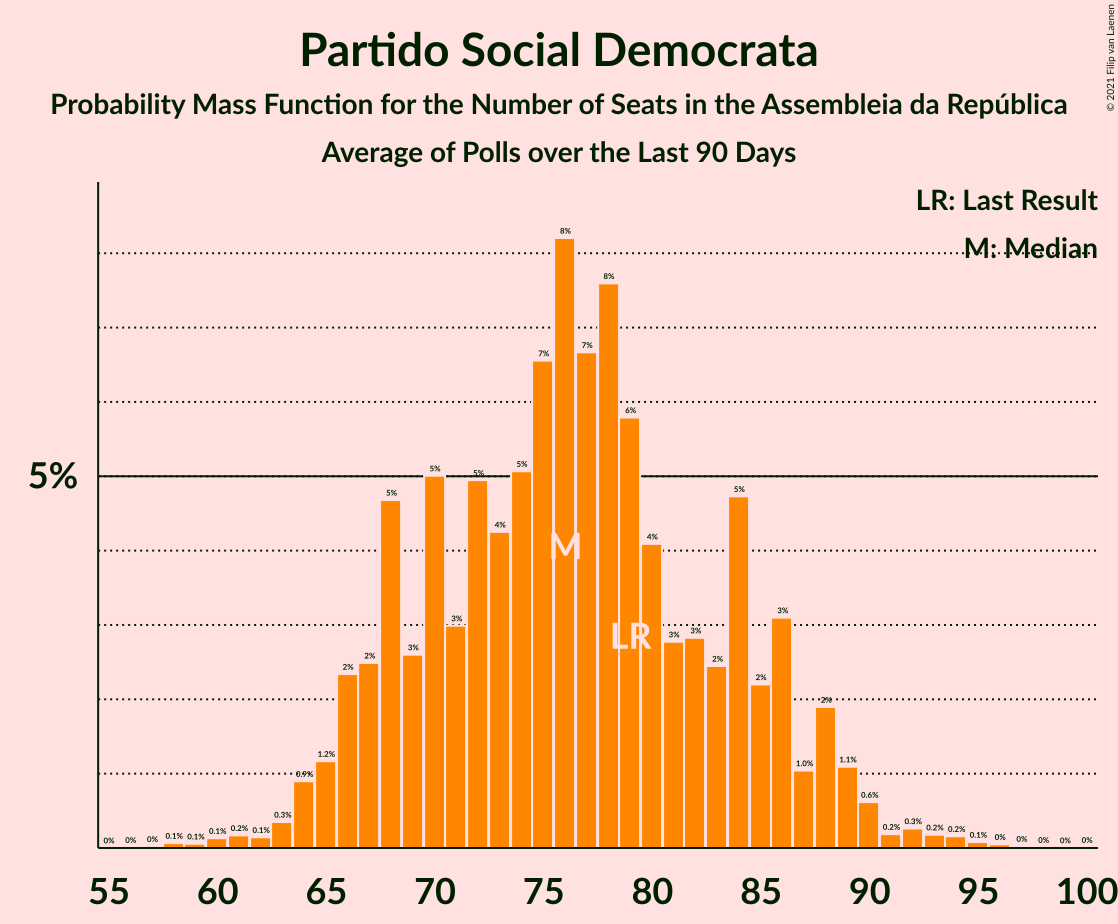 Partido Social Democrata
Probability Mass Function for the Number of Seats in the Assembleia da República
Average of Polls over the Last 90 Days
© 2021 Filip van Laenen
LR: Last Result
M: Median
5%
0% 0% 0% 0.1% 0.1% 0.1% 0.2% 0.1% 0.3% 0.9% 1.2% 2% 2% 5% 3% 5% 3% 5% 4% 5% 7% 8% 7% 8% 6% 4% 3% 3% 2% 5% 2% 3% 1.0% 2% 1.1% 0.6% 0.2% 0.3% 0.2% 0.2% 0.1% 0% 0% 0% 0% 0%
M
LR
55 60 65 70 75 80 85 90 95 100